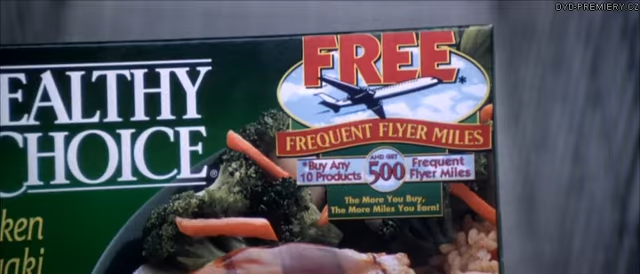 DVD-PREMIERY.CZ
FREE*
EALTHY
CHOICE®
FREQUENT FLYER MILES
*Buy Any
10 Products
AND GET
500
Frequent
Flyer Miles
The More You Buy,
The More Miles You Earn!
ken
yaki